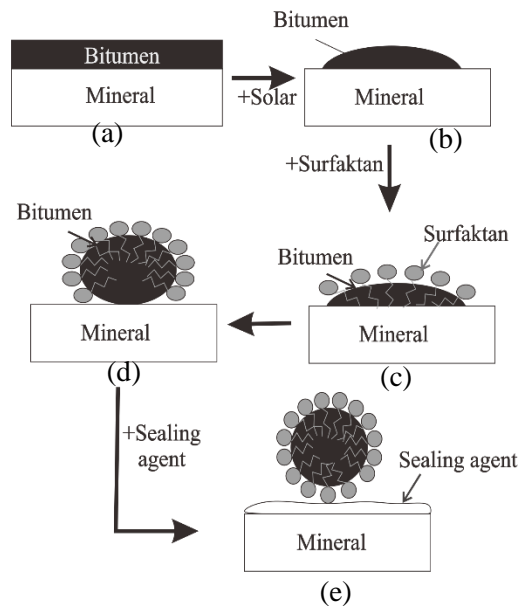 Bitumen
Mineral
(a)
+Solar
Bitumen
Mineral
(b)
+Surfaktan
Surfaktan
Bitumen
Mineral
(c)
Bitumen
Mineral
(d)
+Sealing
agent
Sealing agent
Mineral
(e)